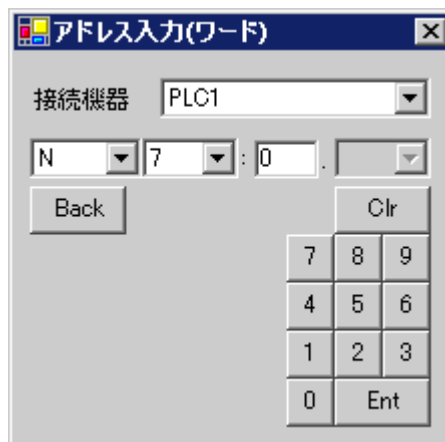 アドレス入力(ワード)
接続機器 PLC1
N 7 : 0 .
Back Clr
7 8 9
4 5 6
1 2 3
0 Ent